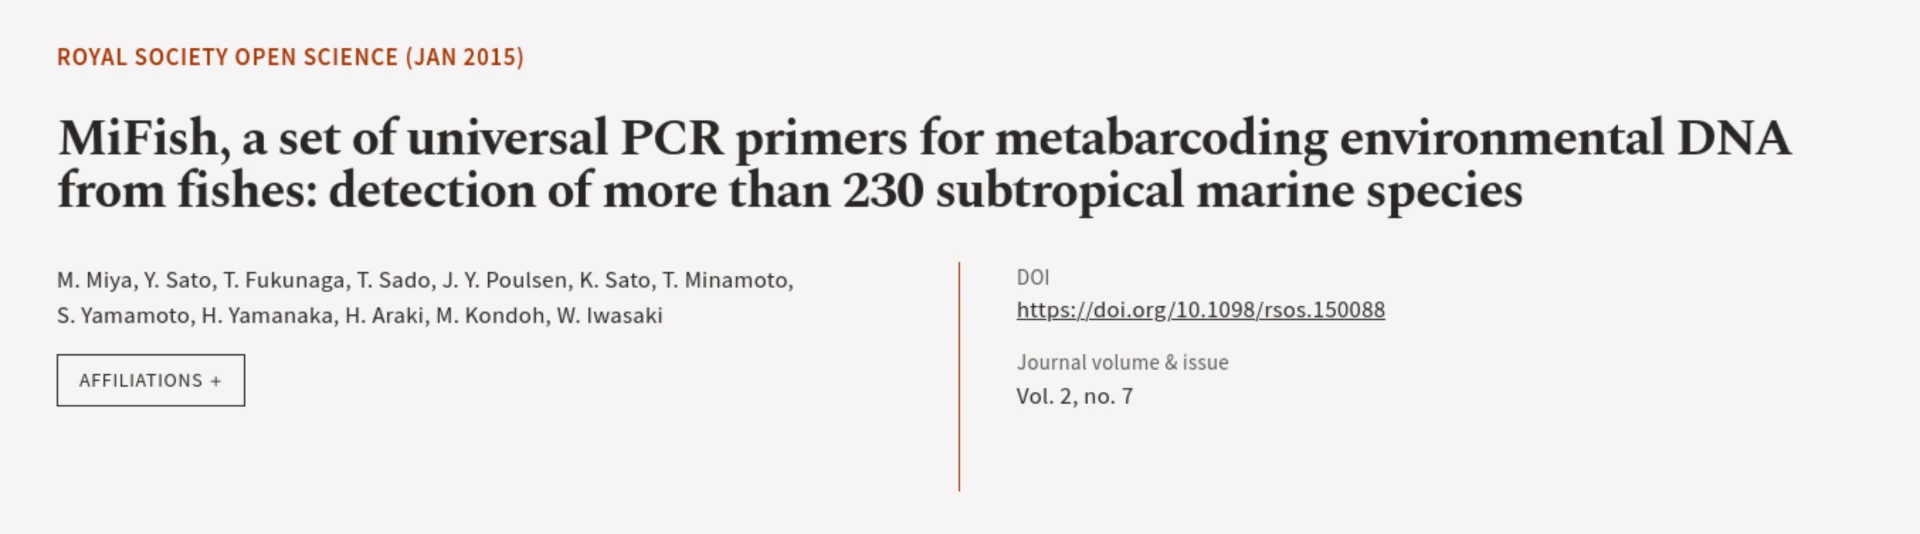 ROYAL SOCIETY OPEN SCIENCE (JAN 2015)
MiFish, a set of universal PCR primers for metabarcoding environmental DNA
from fishes: detection of more than 230 subtropical marine species
M. Miya, Y. Sato, T. Fukunaga, T. Sado, J. Y. Poulsen, K. Sato, T. Minamoto,
S. Yamamoto, H. Yamanaka, H. Araki, M. Kondoh, W. Iwasaki
AFFILIATIONS +
DOI
https://doi.org/10.1098/rsos.150088
Journal volume & issue
Vol. 2, no. 7